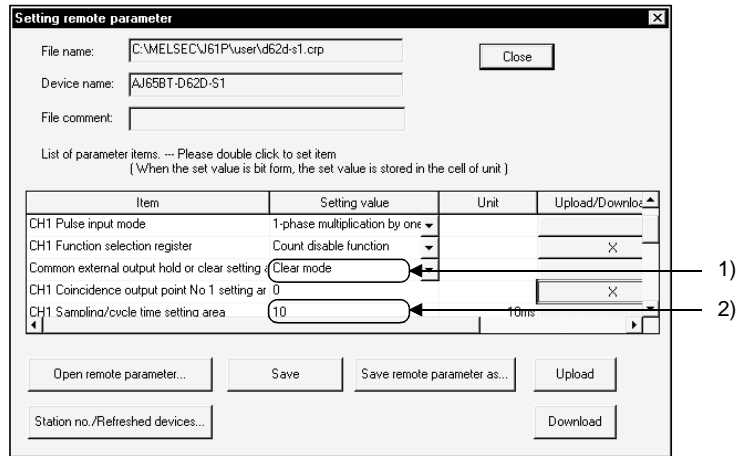 Setting remote parameter
File name: C:\MELSEC\J61P\user\d62d-s1.crp
Close
Device name: AJ65BT-D62D-S1
File comment:
List of parameter items. --- Please double click to set item
( When the set value is bit form, the set value is stored in the cell of unit )
Item Setting value Unit Upload/Downloa
CH1 Pulse input mode 1-phase multiplication by one
CH1 Function selection register Count disable function X
Common external output hold or clear setting a Clear mode 1)
CH1 Coincidence output point No 1 setting ar 0 X
CH1 Sampling/cycle time setting area 10 10ms 2)
Open remote parameter... Save Save remote parameter as... Upload
Station no./Refreshed devices... Download